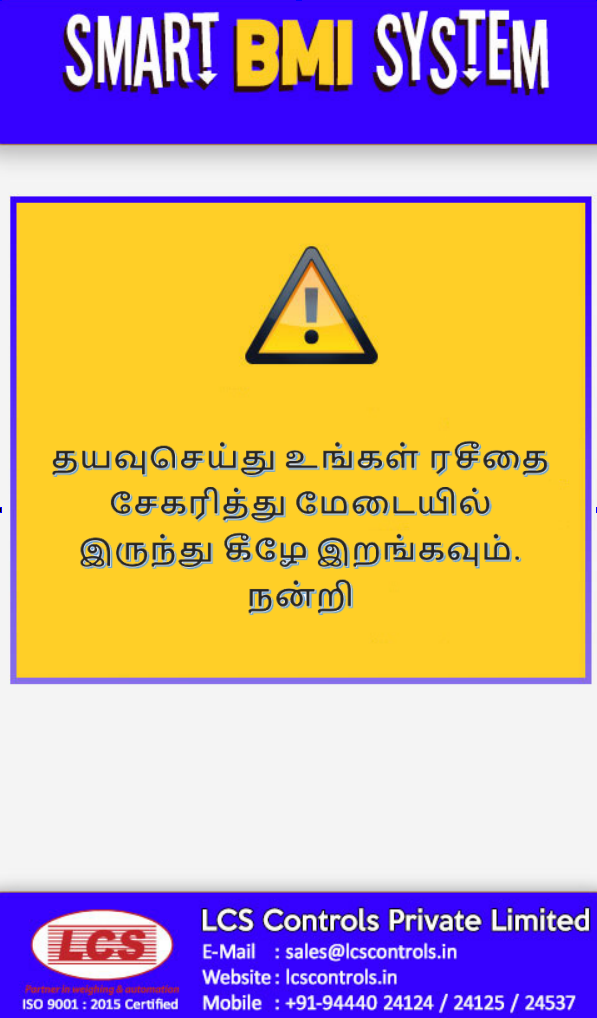 SMART BMI SYSTEM
தயவுசெய்து உங்கள் ரசீதை
சேகரித்து மேடையில்
இருந்து கீழே இறங்கவும்.
நன்றி
LCS
Partner in weighing & automation
ISO 9001 : 2015 Certified
LCS Controls Private Limited
E-Mail : sales@lcscontrols.in
Website : lcscontrols.in
Mobile : +91-94440 24124 / 24125 / 24537